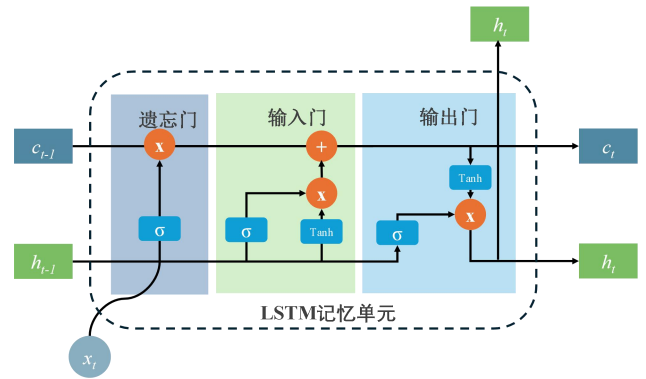 h_t
遗忘门 输入门 输出门
c_{t-1} x + c_t
Tanh
x x
σ σ Tanh σ
h_{t-1} h_t
LSTM记忆单元
x_t